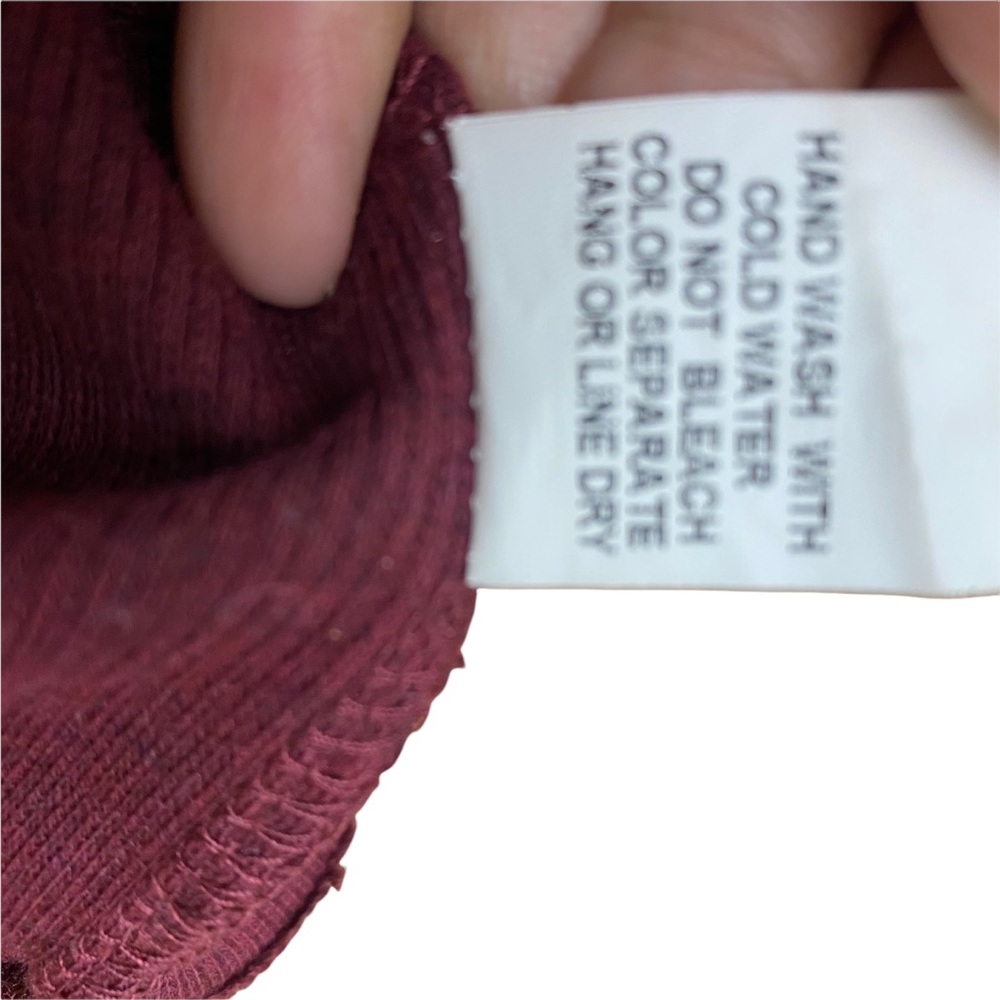 HAND WASH WITH
COLD WATER
DO NOT BLEACH
COLOR SEPARATE
HANG OR LINE DRY